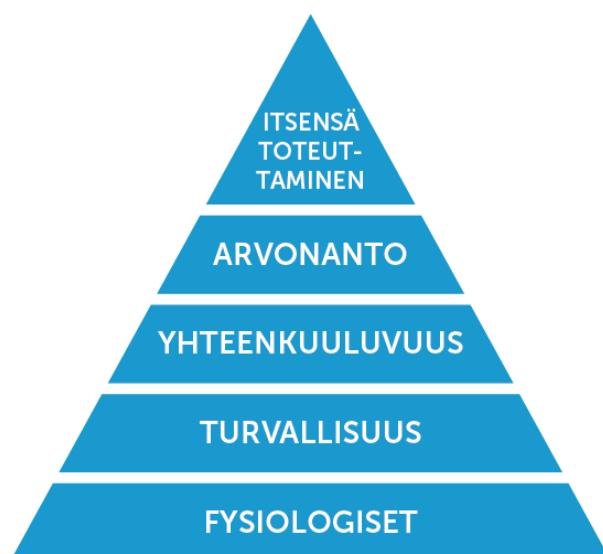 ITSENSÄ
TOTEUT-
TAMINEN
ARVONANTO
YHTEENKUULUVUUS
TURVALLISUUS
FYSIOLOGISET